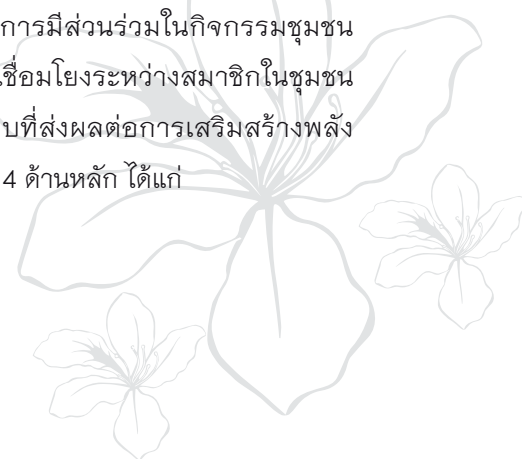 การมีส่วนร่วมในกิจกรรมชุมชน
เชื่อมโยงระหว่างสมาชิกในชุมชน
บที่ส่งผลต่อการเสริมสร้างพลัง
4 ด้านหลัก ได้แก่